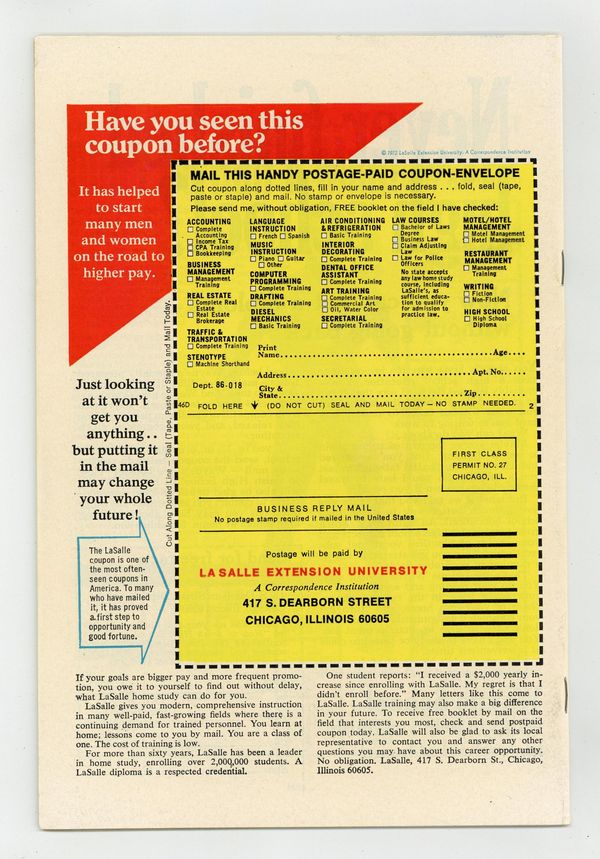 Have you seen this
coupon before?
© 1972 LaSalle Extension University, A Correspondence Institution
It has helped
to start
many men
and women
on the road to
higher pay.
Just looking
at it won't
get you
anything . .
but putting it
in the mail
may change
your whole
future!
The LaSalle
coupon is one of
the most often-
seen coupons in
America. To many
who have mailed
it, it has proved
a first step to
opportunity and
good fortune.
Cut Along Dotted Line — Seal (Tape, Paste or Staple) and Mail Today.
MAIL THIS HANDY POSTAGE-PAID COUPON-ENVELOPE
Cut coupon along dotted lines, fill in your name and address . . . fold, seal (tape,
paste or staple) and mail. No stamp or envelope is necessary.
Please send me, without obligation, FREE booklet on the field I have checked:
ACCOUNTING
Complete
Accounting
Income Tax
CPA Training
Bookkeeping
BUSINESS
MANAGEMENT
Management
Training
REAL ESTATE
Complete Real
Estate
Real Estate
Brokerage
TRAFFIC &
TRANSPORTATION
Complete Training
STENOTYPE
Machine Shorthand
LANGUAGE
INSTRUCTION
French Spanish
MUSIC
INSTRUCTION
Piano Guitar
Other
COMPUTER
PROGRAMMING
Complete Training
DRAFTING
Complete Training
DIESEL
MECHANICS
Basic Training
AIR CONDITIONING
& REFRIGERATION
Basic Training
INTERIOR
DECORATING
Complete Training
DENTAL OFFICE
ASSISTANT
Complete Training
ART TRAINING
Complete Training
Commercial Art
Oil, Water Color
SECRETARIAL
Complete Training
LAW COURSES
Bachelor of Laws
Degree
Business Law
Claim Adjusting
Law
Law for Police
Officers
No state accepts
any law home study
course, including
LaSalle's, as
sufficient educa-
tion to qualify
for admission to
practice law.
MOTEL/HOTEL
MANAGEMENT
Motel Management
Hotel Management
RESTAURANT
MANAGEMENT
Management
Training
WRITING
Fiction
Non-Fiction
HIGH SCHOOL
High School
Diploma
Print
Name Age
Address Apt. No.
Dept. 86-018
City &
State Zip
46D FOLD HERE (DO NOT CUT) SEAL AND MAIL TODAY — NO STAMP NEEDED. 2
FIRST CLASS
PERMIT NO. 27
CHICAGO, ILL.
BUSINESS REPLY MAIL
No postage stamp required if mailed in the United States
Postage will be paid by
LA SALLE EXTENSION UNIVERSITY
A Correspondence Institution
417 S. DEARBORN STREET
CHICAGO, ILLINOIS 60605
If your goals are bigger pay and more frequent promo-
tion, you owe it to yourself to find out without delay,
what LaSalle home study can do for you.
LaSalle gives you modern, comprehensive instruction
in many well-paid, fast-growing fields where there is a
continuing demand for trained personnel. You learn at
home; lessons come to you by mail. You are a class of
one. The cost of training is low.
For more than sixty years, LaSalle has been a leader
in home study, enrolling over 2,000,000 students. A
LaSalle diploma is a respected credential.
One student reports: "I received a $2,000 yearly in-
crease since enrolling with LaSalle. My regret is that I
didn't enroll before." Many letters like this come to
LaSalle. LaSalle training may also make a big difference
in your future. To receive free booklet by mail on the
field that interests you most, check and send postpaid
coupon today. LaSalle will also be glad to ask its local
representative to contact you and answer any other
questions you may have about this career opportunity.
No obligation. LaSalle, 417 S. Dearborn St., Chicago,
Illinois 60605.